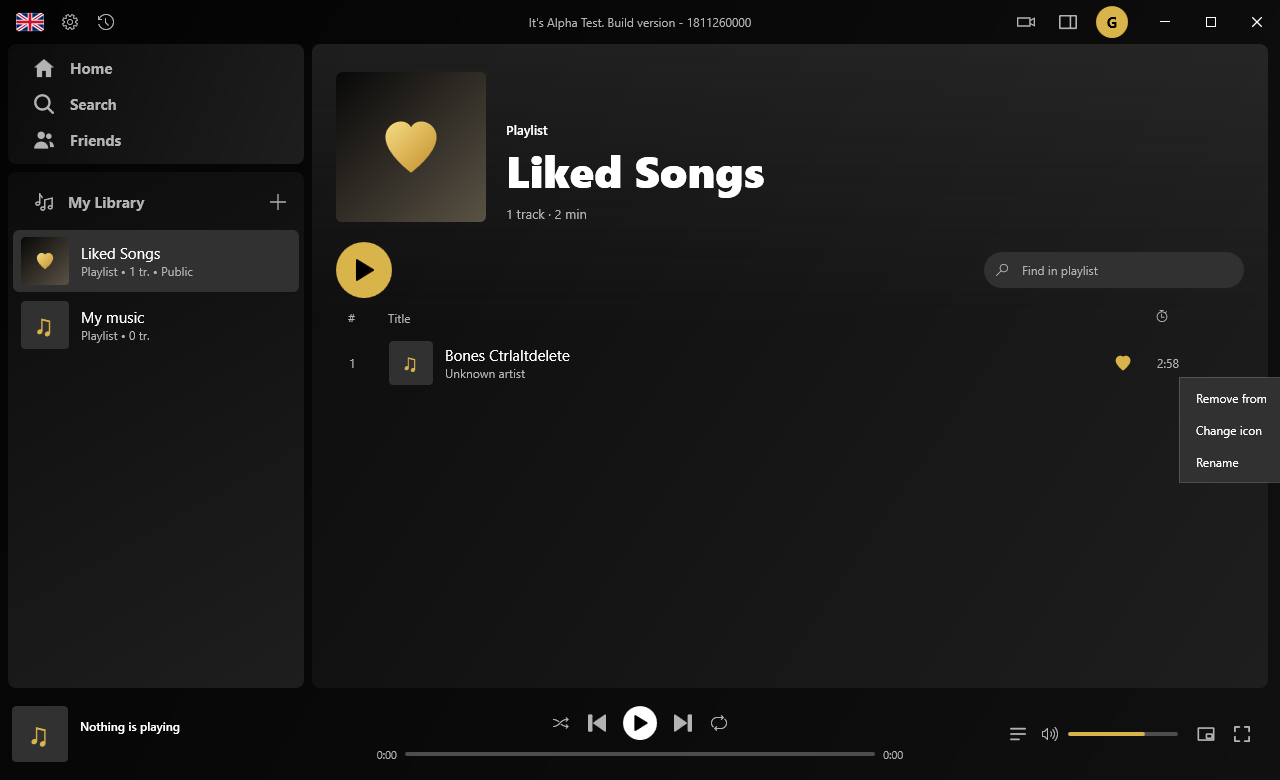 It's Alpha Test. Build version - 1811260000
G
Home
Search
Friends
My Library
Liked Songs
Playlist • 1 tr. • Public
My music
Playlist • 0 tr.
Playlist
Liked Songs
1 track · 2 min
Find in playlist
# Title
1 Bones Ctrlaltdelete 2:58
Unknown artist
Remove from
Change icon
Rename
Nothing is playing
0:00 0:00